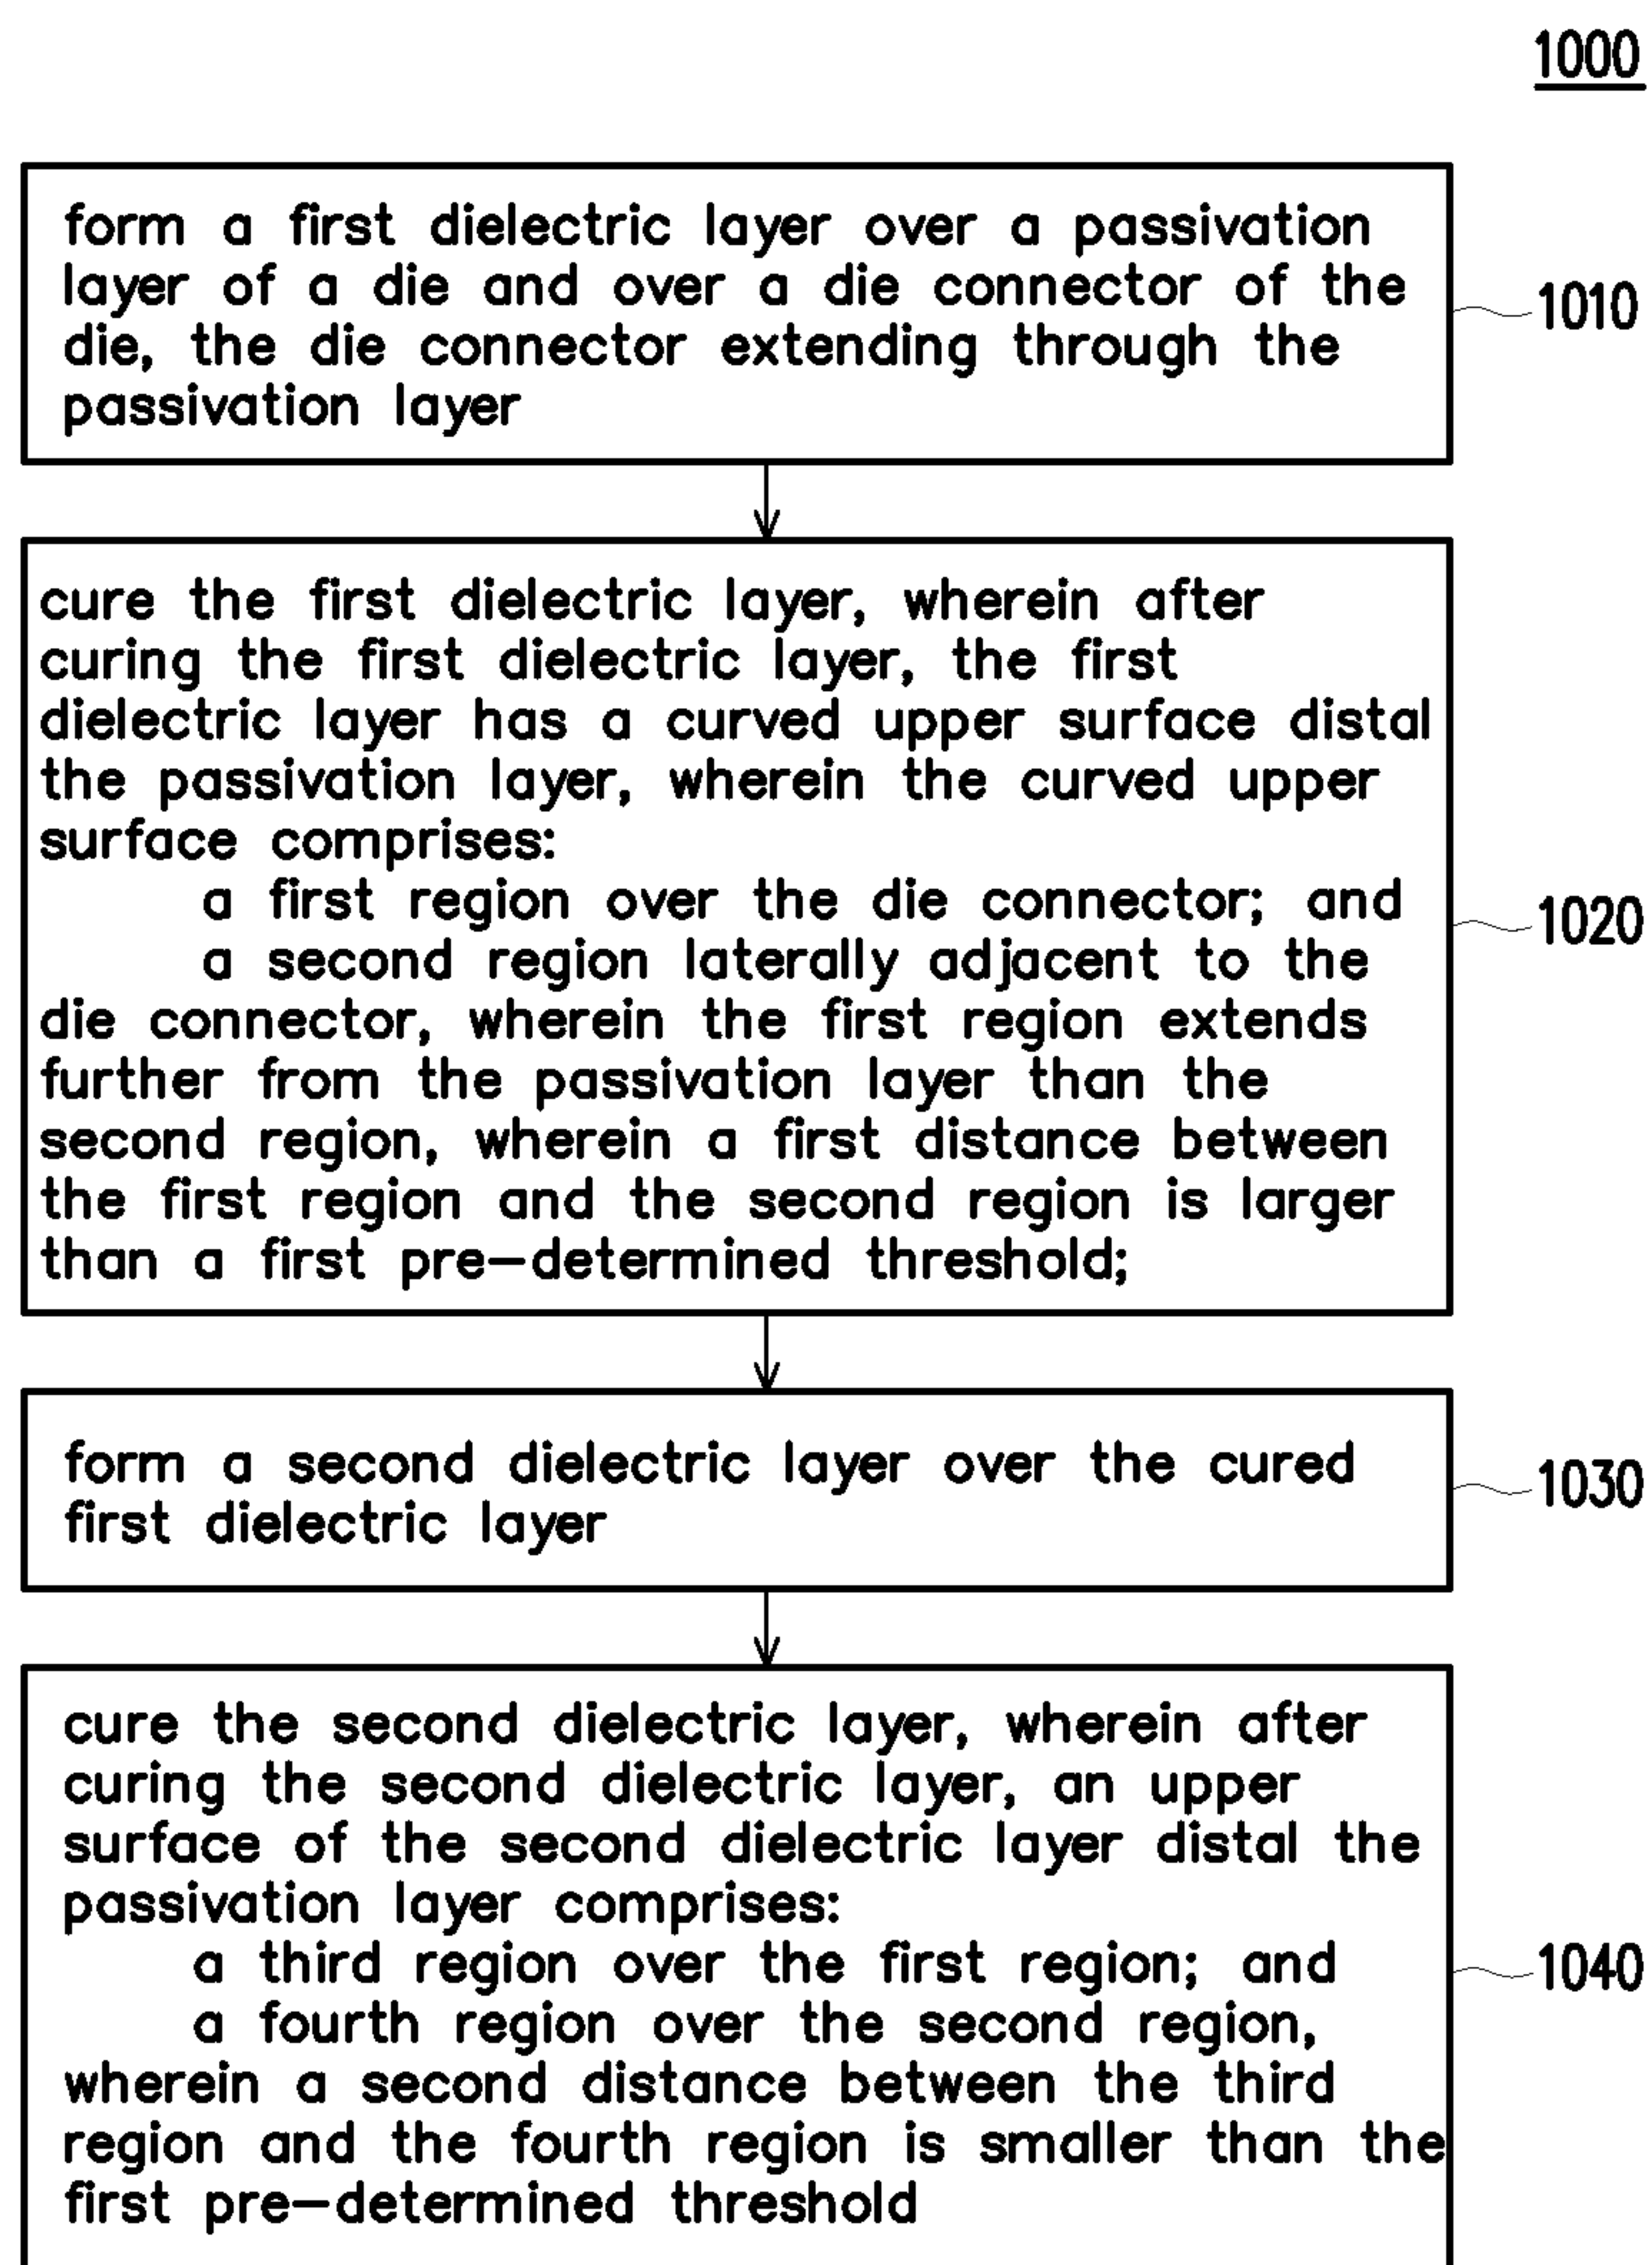 1000
form a first dielectric layer over a passivation
layer of a die and over a die connector of the
die, the die connector extending through the
passivation layer
1010
cure the first dielectric layer, wherein after
curing the first dielectric layer, the first
dielectric layer has a curved upper surface distal
the passivation layer, wherein the curved upper
surface comprises:
a first region over the die connector; and
a second region laterally adjacent to the
die connector, wherein the first region extends
further from the passivation layer than the
second region, wherein a first distance between
the first region and the second region is larger
than a first pre-determined threshold;
1020
form a second dielectric layer over the cured
first dielectric layer
1030
cure the second dielectric layer, wherein after
curing the second dielectric layer, an upper
surface of the second dielectric layer distal the
passivation layer comprises:
a third region over the first region; and
a fourth region over the second region,
wherein a second distance between the third
region and the fourth region is smaller than the
first pre-determined threshold
1040